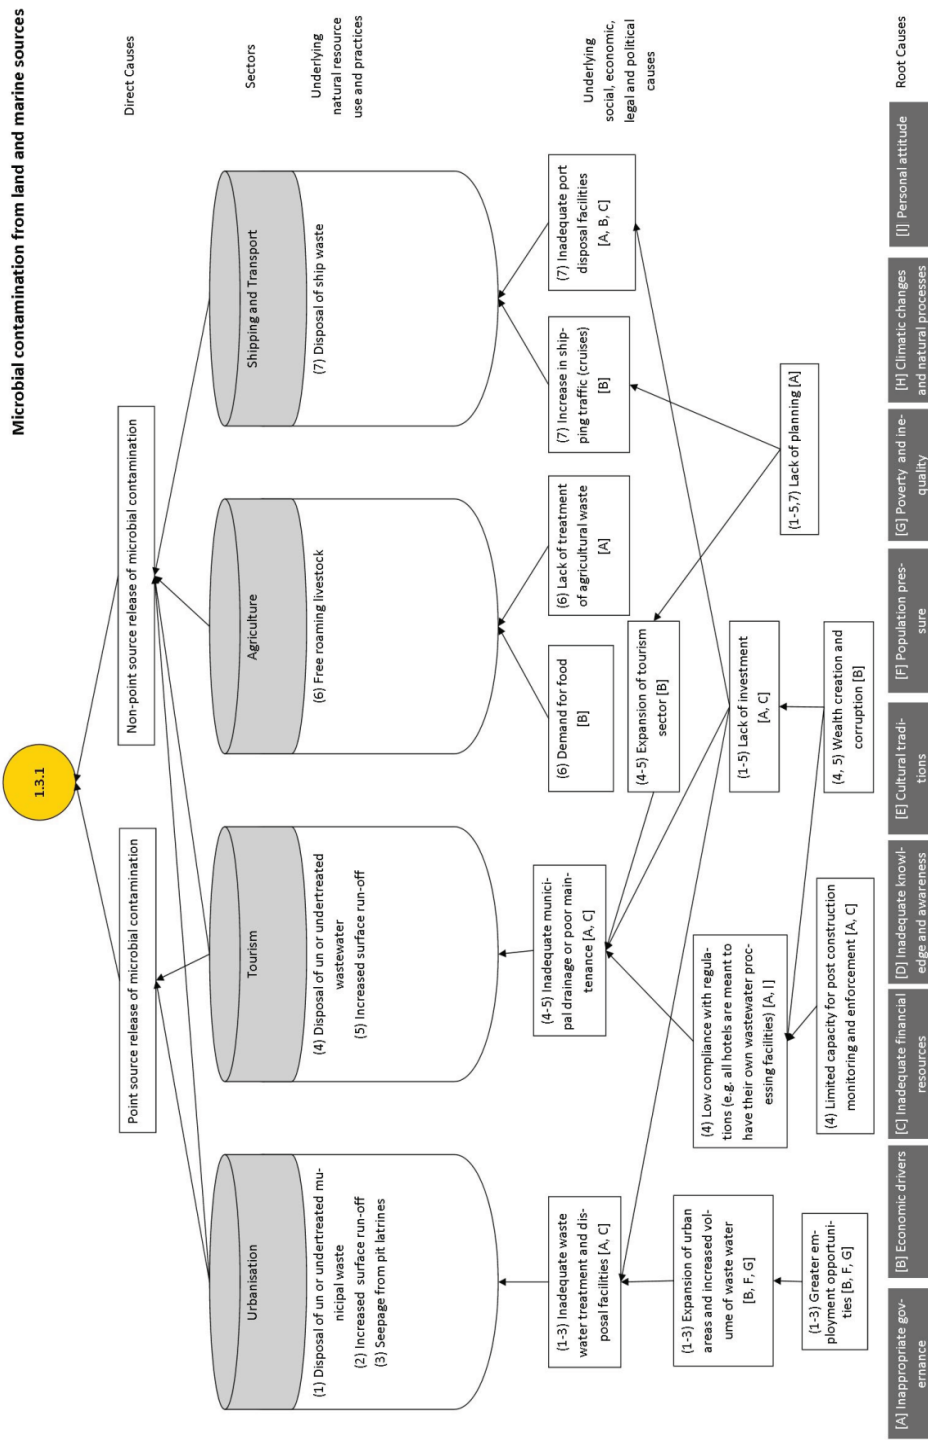 Microbial contamination from land and marine sources
1.3.1
Direct Causes
Point source release of microbial contamination
Non-point source release of microbial contamination
Sectors
Urbanisation
Tourism
Agriculture
Shipping and Transport
Underlying
natural resource
use and practices
(1) Disposal of un or undertreated mu-
nicipal waste
(2) Increased surface run-off
(3) Seepage from pit latrines
(4) Disposal of un or undertreated
wastewater
(5) Increased surface run-off
(6) Free roaming livestock
(7) Disposal of ship waste
Underlying
social, economic,
legal and political
causes
(1-3) Inadequate waste
water treatment and dis-
posal facilities [A, C]
(4-5) Inadequate munici-
pal drainage or poor main-
tenance [A, C]
(6) Demand for food
[B]
(6) Lack of treatment
of agricultural waste
[A]
(7) Increase in ship-
ping traffic (cruises)
[B]
(7) Inadequate port
disposal facilities
[A, B, C]
(4-5) Expansion of tourism
sector [B]
(1-3) Expansion of urban
areas and increased vol-
ume of waste water
[B, F, G]
(4) Low compliance with regula-
tions (e.g. all hotels are meant to
have their own wastewater proc-
essing facilities) [A, I]
(1-5) Lack of investment
[A, C]
(1-5,7) Lack of planning [A]
(1-3) Greater em-
ployment opportuni-
ties [B, F, G]
(4) Limited capacity for post construction
monitoring and enforcement [A, C]
(4, 5) Wealth creation and
corruption [B]
Root Causes
[A] Inappropriate gov-
ernance
[B] Economic drivers
[C] Inadequate financial
resources
[D] Inadequate knowl-
edge and awareness
[E] Cultural tradi-
tions
[F] Population pres-
sure
[G] Poverty and ine-
quality
[H] Climatic changes
and natural processes
[I] Personal attitude